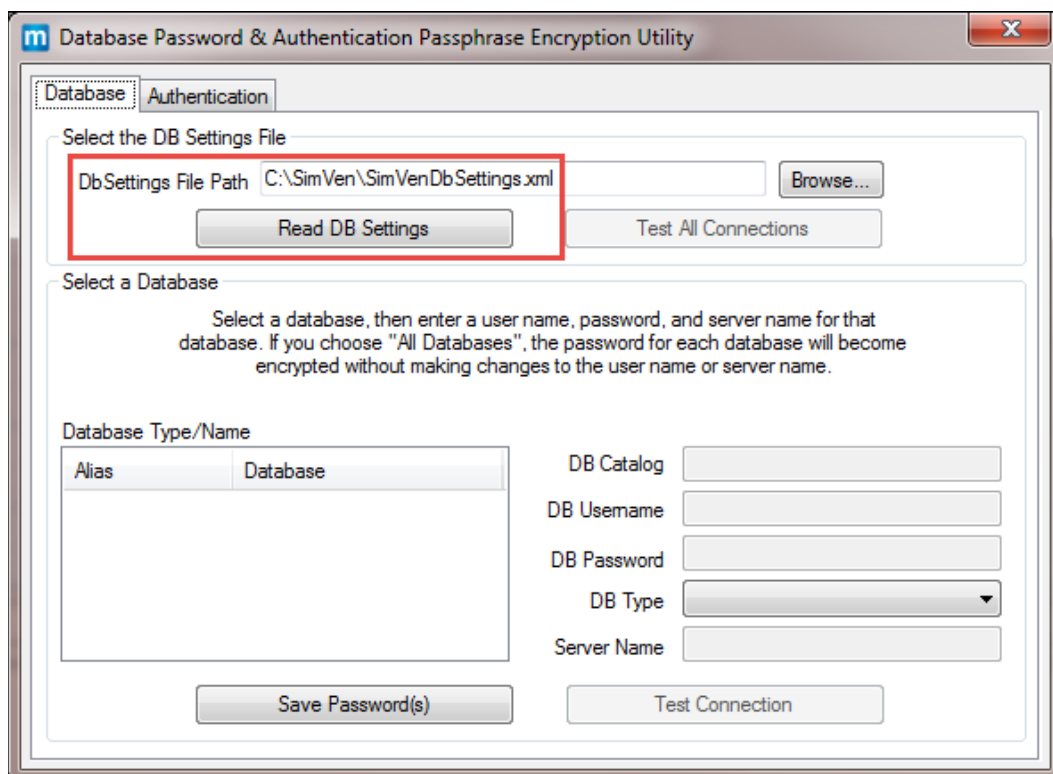 m Database Password & Authentication Passphrase Encryption Utility
X
Database Authentication
Select the DB Settings File
DbSettings File Path C:\SimVen\SimVenDbSettings.xml Browse...
Read DB Settings Test All Connections
Select a Database
Select a database, then enter a user name, password, and server name for that
database. If you choose "All Databases", the password for each database will become
encrypted without making changes to the user name or server name.
Database Type/Name
Alias Database
DB Catalog
DB Username
DB Password
DB Type
Server Name
Save Password(s) Test Connection